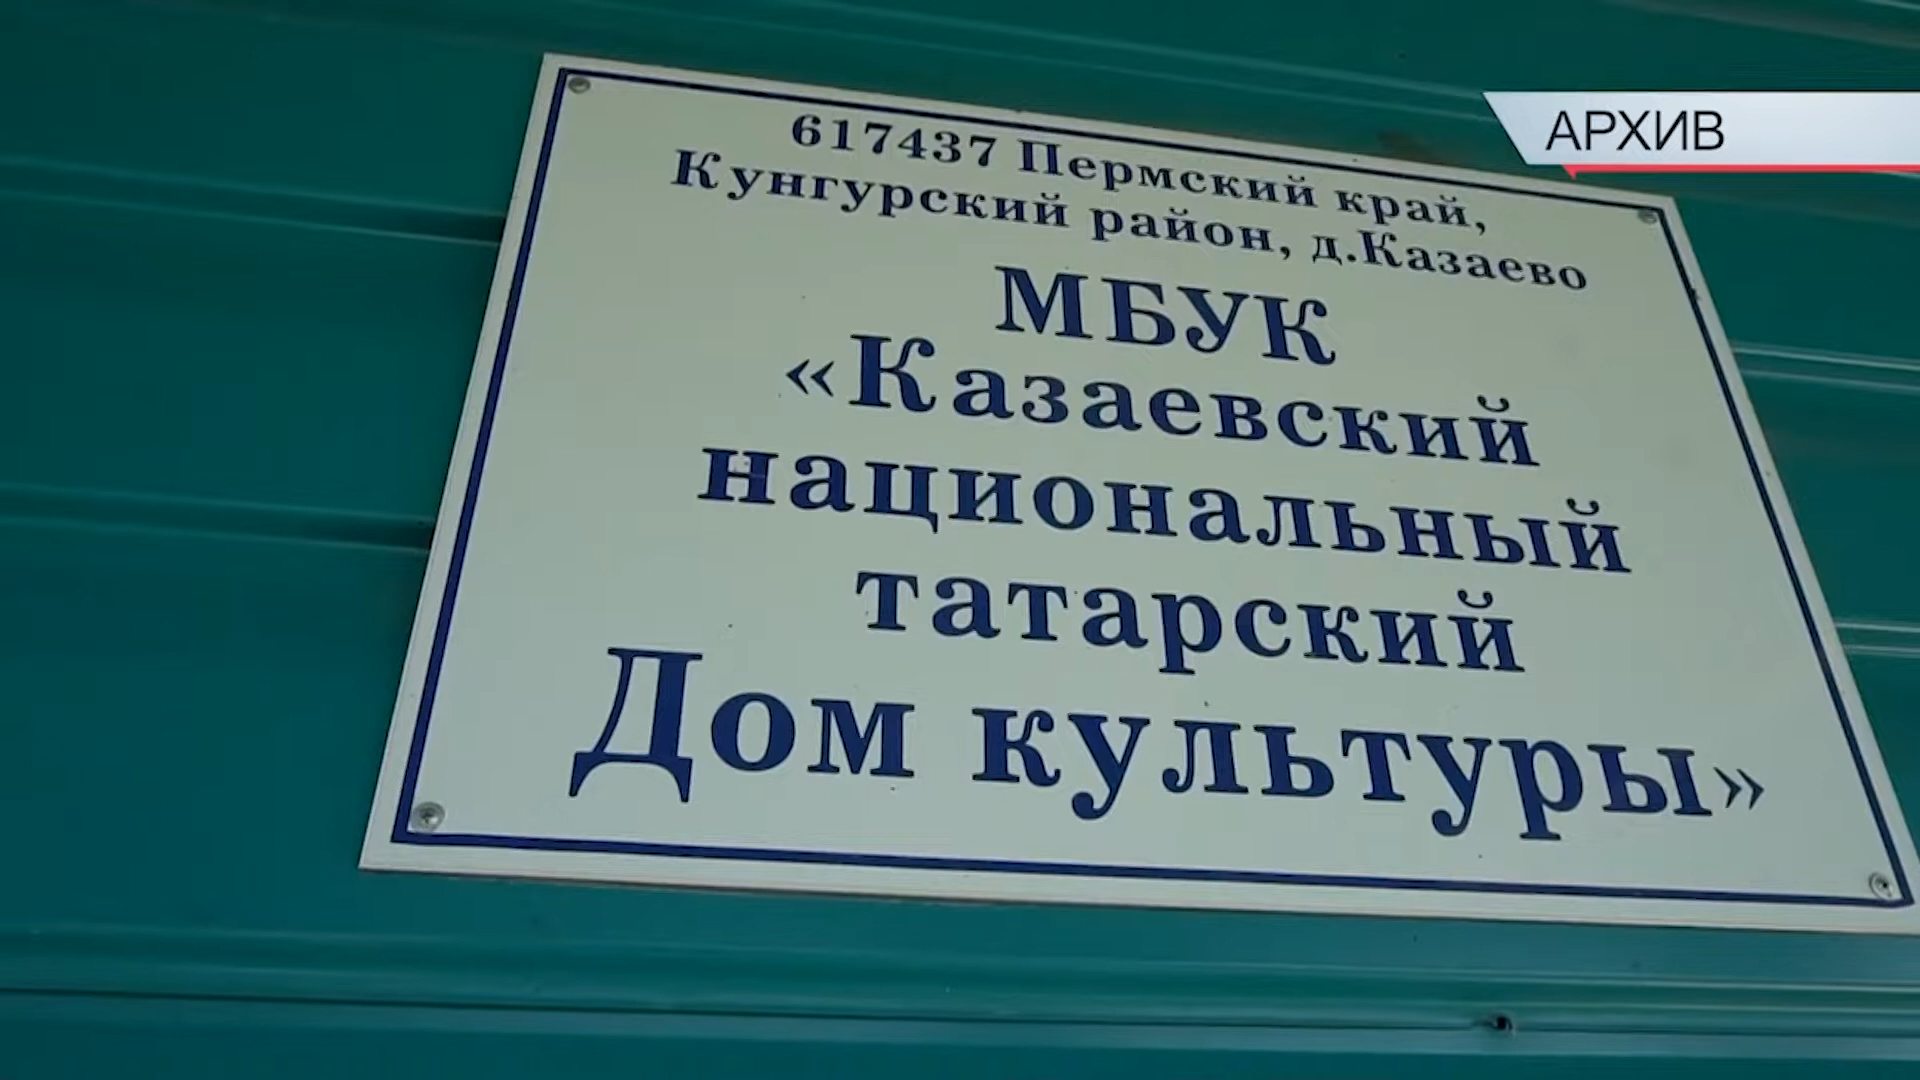 АРХИВ
617437 Пермский край,
Кунгурский район, д.Казаево
МБУК
«Казаевский
национальный
татарский
Дом культуры»